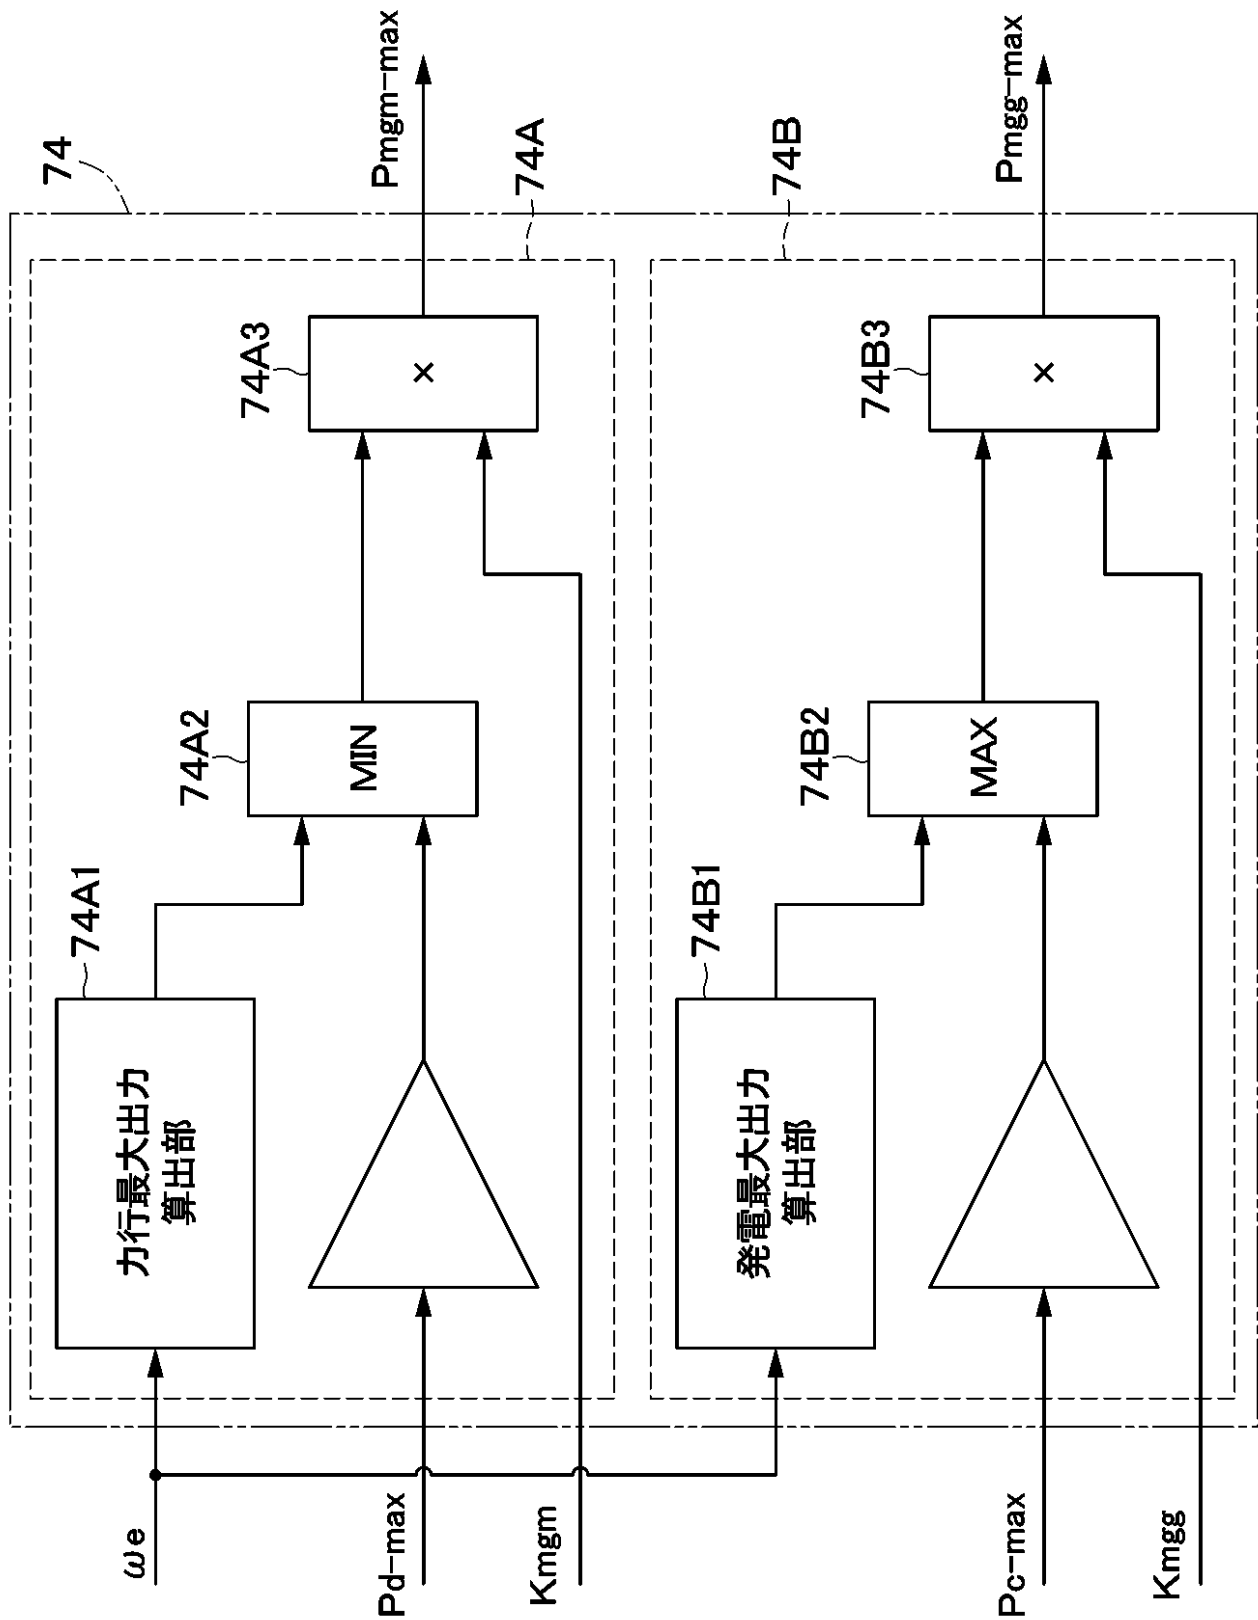 74
74A
Pmgm-max
74A1
力行最大出力
算出部
74A2
MIN
74A3
×
ωe
Pd-max
Kmgm
74B
Pmgg-max
74B1
発電最大出力
算出部
74B2
MAX
74B3
×
Pc-max
Kmgg